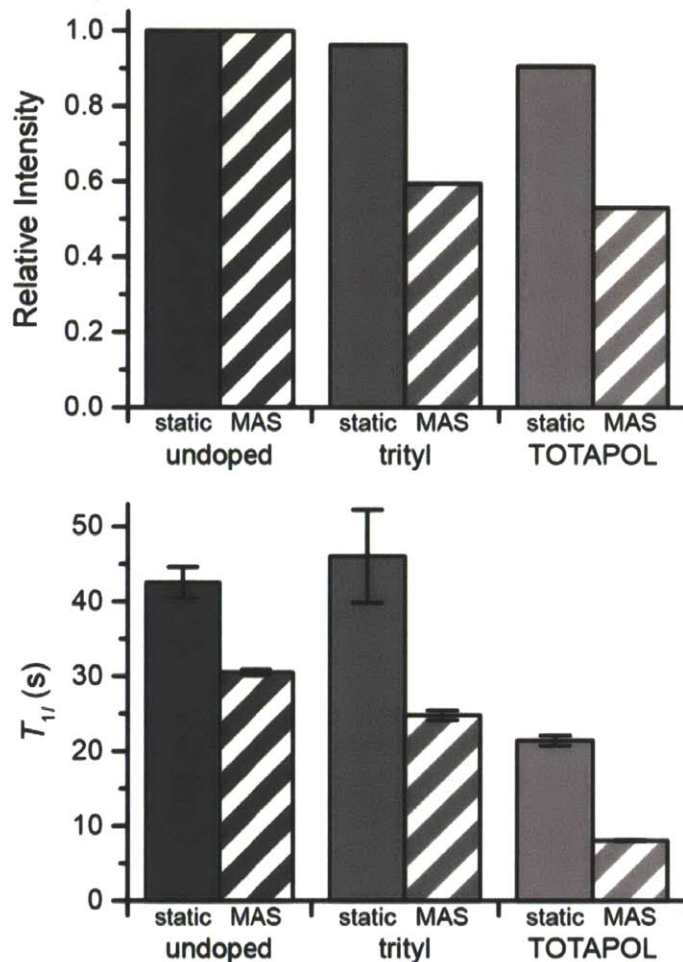 Relative Intensity
1.0
0.8
0.6
0.4
0.2
0.0
static MAS static MAS static MAS
undoped trityl TOTAPOL
T1I (s)
50
40
30
20
10
0
static MAS static MAS static MAS
undoped trityl TOTAPOL